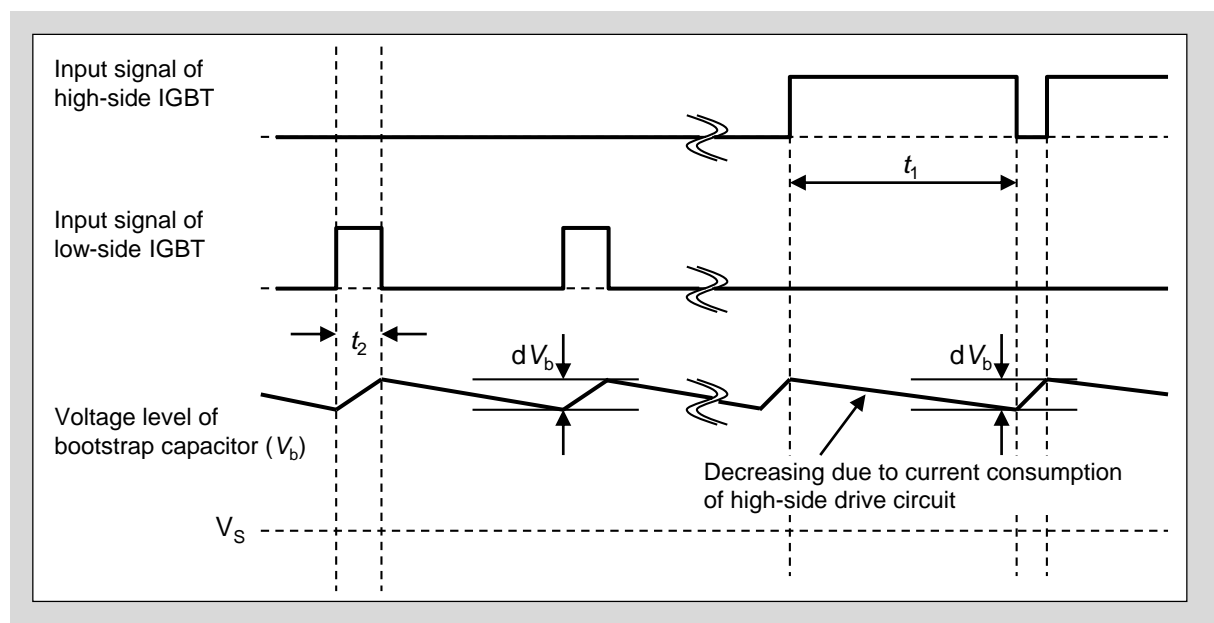 Input signal of
high-side IGBT
t1
Input signal of
low-side IGBT
t2
dVb
dVb
Voltage level of
bootstrap capacitor (Vb)
Decreasing due to current consumption
of high-side drive circuit
VS